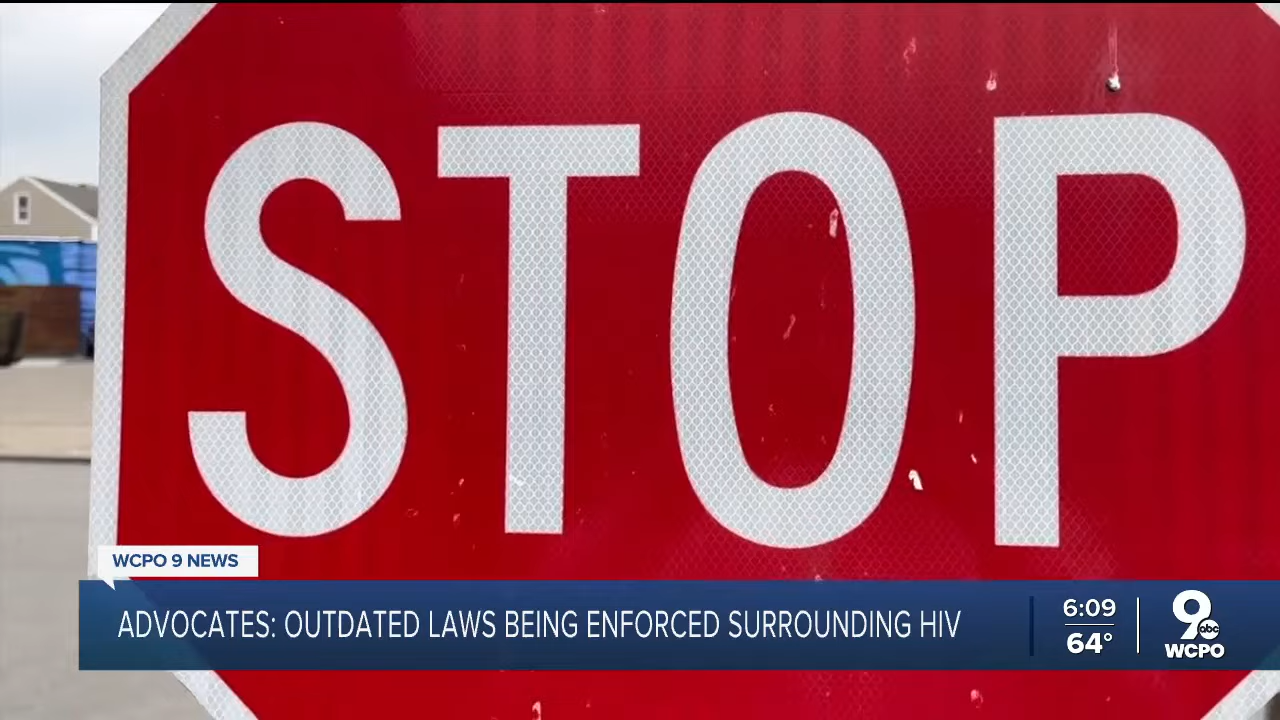 STOP
WCPO 9 NEWS
ADVOCATES: OUTDATED LAWS BEING ENFORCED SURROUNDING HIV
6:09
64°
9
abc
WCPO